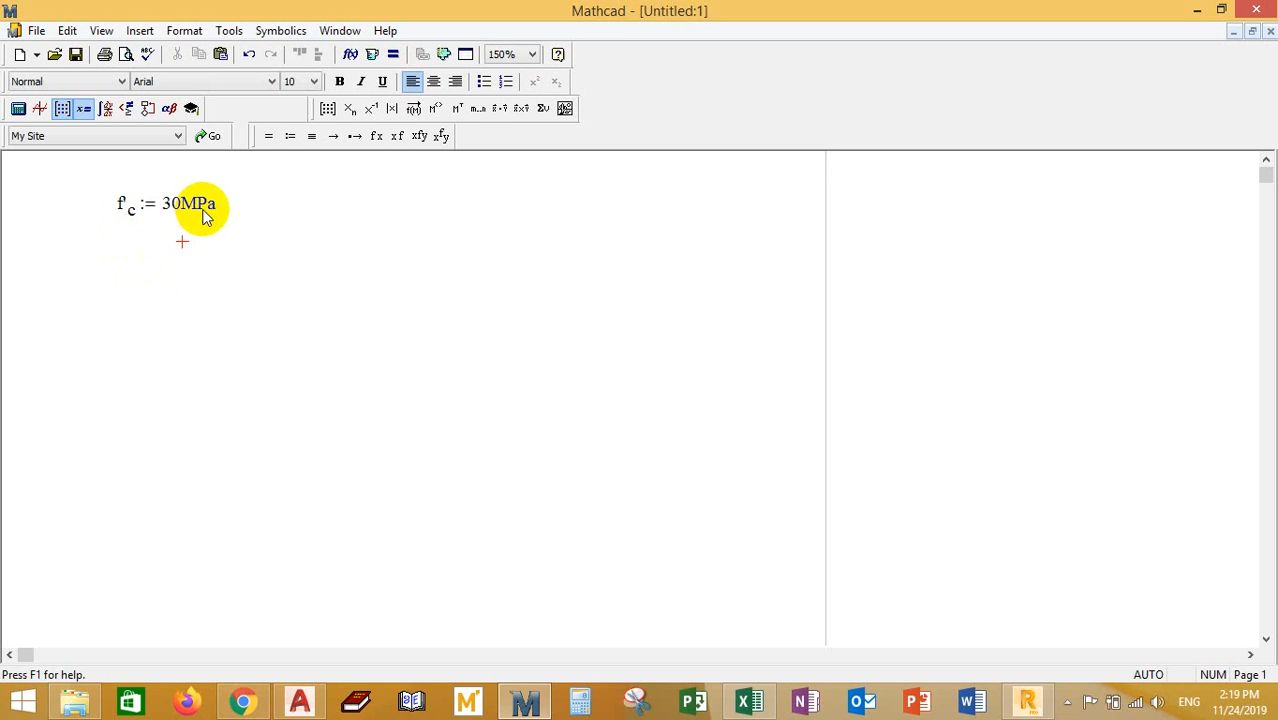 Mathcad - [Untitled:1]
File Edit View Insert Format Tools Symbolics Window Help
150%
Normal Arial 10 B I U
My Site Go
f'c := 30MPa
Press F1 for help. AUTO NUM Page 1
ENG 2:19 PM
11/24/2019